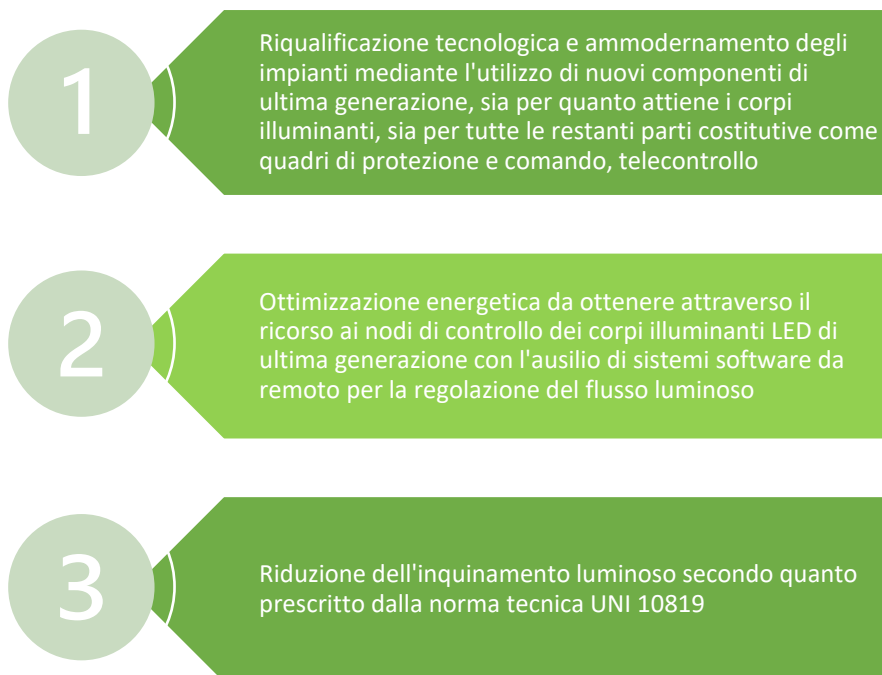 1
Riqualificazione tecnologica e ammodernamento degli
impianti mediante l'utilizzo di nuovi componenti di
ultima generazione, sia per quanto attiene i corpi
illuminanti, sia per tutte le restanti parti costitutive come
quadri di protezione e comando, telecontrollo
2
Ottimizzazione energetica da ottenere attraverso il
ricorso ai nodi di controllo dei corpi illuminanti LED di
ultima generazione con l'ausilio di sistemi software da
remoto per la regolazione del flusso luminoso
3
Riduzione dell'inquinamento luminoso secondo quanto
prescritto dalla norma tecnica UNI 10819